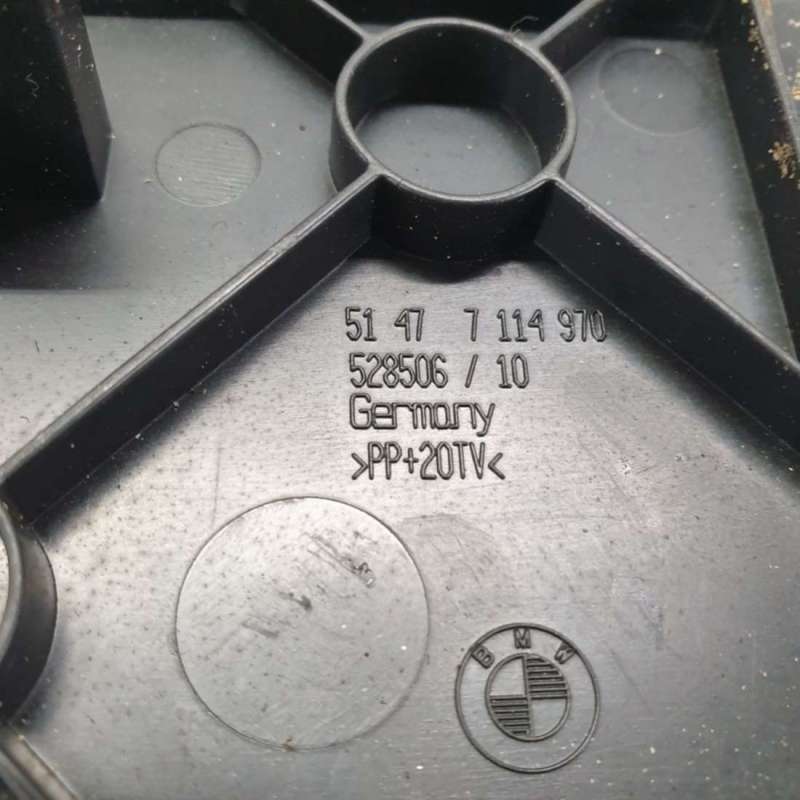 51 47 7 114 970
528506 / 10
Germany
>PP+20TV<
BMW